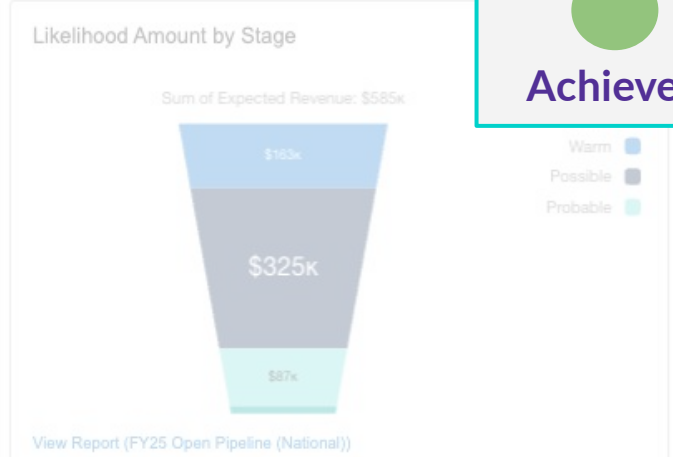 Likelihood Amount by Stage
Achieve
Sum of Expected Revenue: $585K
$163K
Warm
Possible
Probable
$325K
$87K
View Report (FY25 Open Pipeline (National))